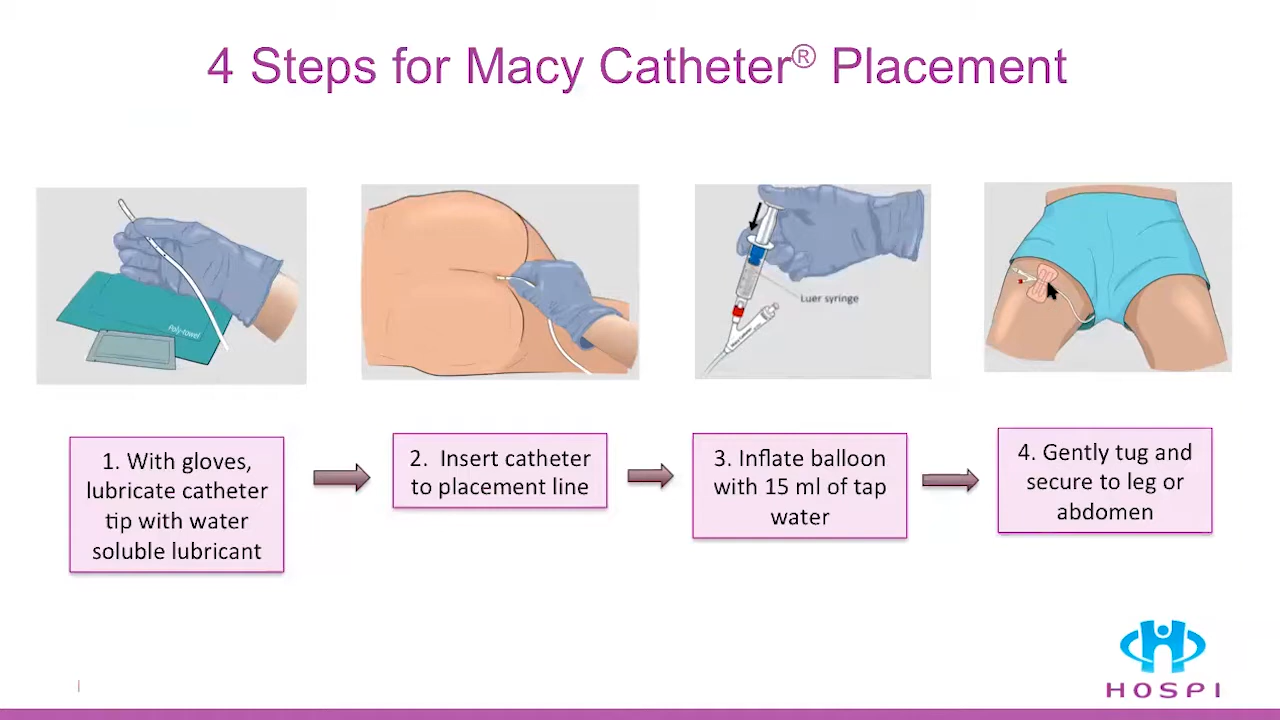 4 Steps for Macy Catheter® Placement
Poly-towel
Luer syringe
1. With gloves,
lubricate catheter
tip with water
soluble lubricant
2. Insert catheter
to placement line
3. Inflate balloon
with 15 ml of tap
water
4. Gently tug and
secure to leg or
abdomen
HOSPI